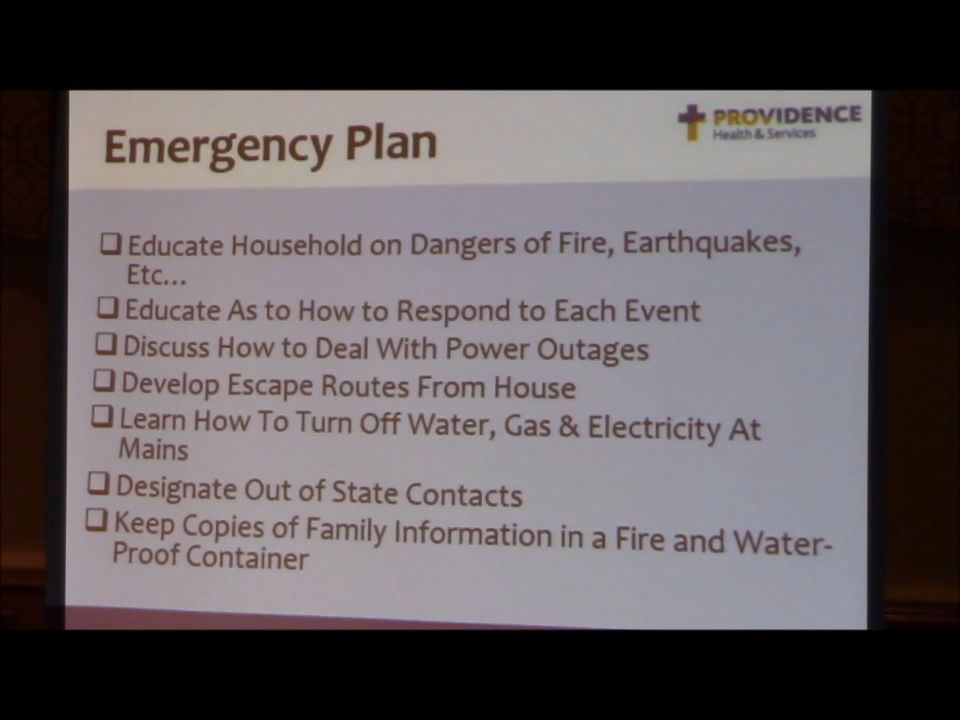 Emergency Plan
PROVIDENCE
Health & Services
❑ Educate Household on Dangers of Fire, Earthquakes,
Etc...
❑ Educate As to How to Respond to Each Event
❑ Discuss How to Deal With Power Outages
❑ Develop Escape Routes From House
❑ Learn How To Turn Off Water, Gas & Electricity At
Mains
❑ Designate Out of State Contacts
❑ Keep Copies of Family Information in a Fire and Water-
Proof Container